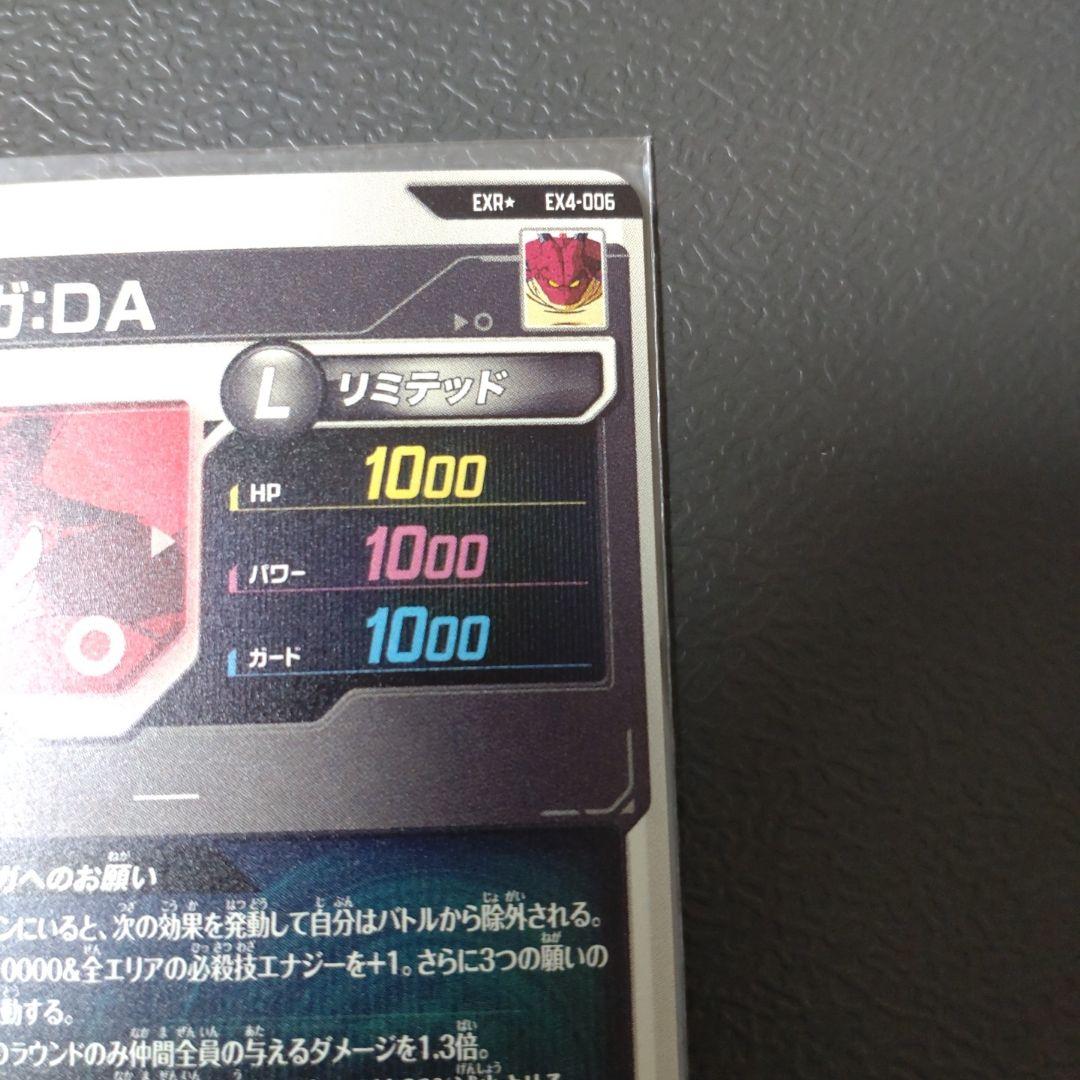 EXR★ EX4-006
ガ:DA
L リミテッド
HP 1000
パワー 1000
ガード 1000
ガへのお願い
ンにいると、次の効果を発動して自分はバトルから除外される。
0000&全エリアの必殺技エナジーを+1。さらに3つの願いの
動する。
のラウンドのみ仲間全員の与えるダメージを1.3倍。